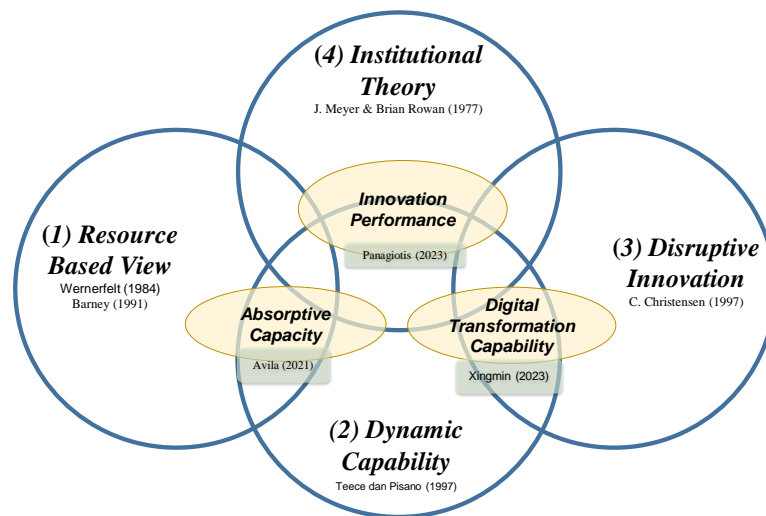 (4) Institutional
Theory
J. Meyer & Brian Rowan (1977)
Innovation
Performance
Panagiotis (2023)
(1) Resource
Based View
Wernerfelt (1984)
Barney (1991)
(3) Disruptive
Innovation
C. Christensen (1997)
Absorptive
Capacity
Avila (2021)
Digital
Transformation
Capability
Xingmin (2023)
(2) Dynamic
Capability
Teece dan Pisano (1997)